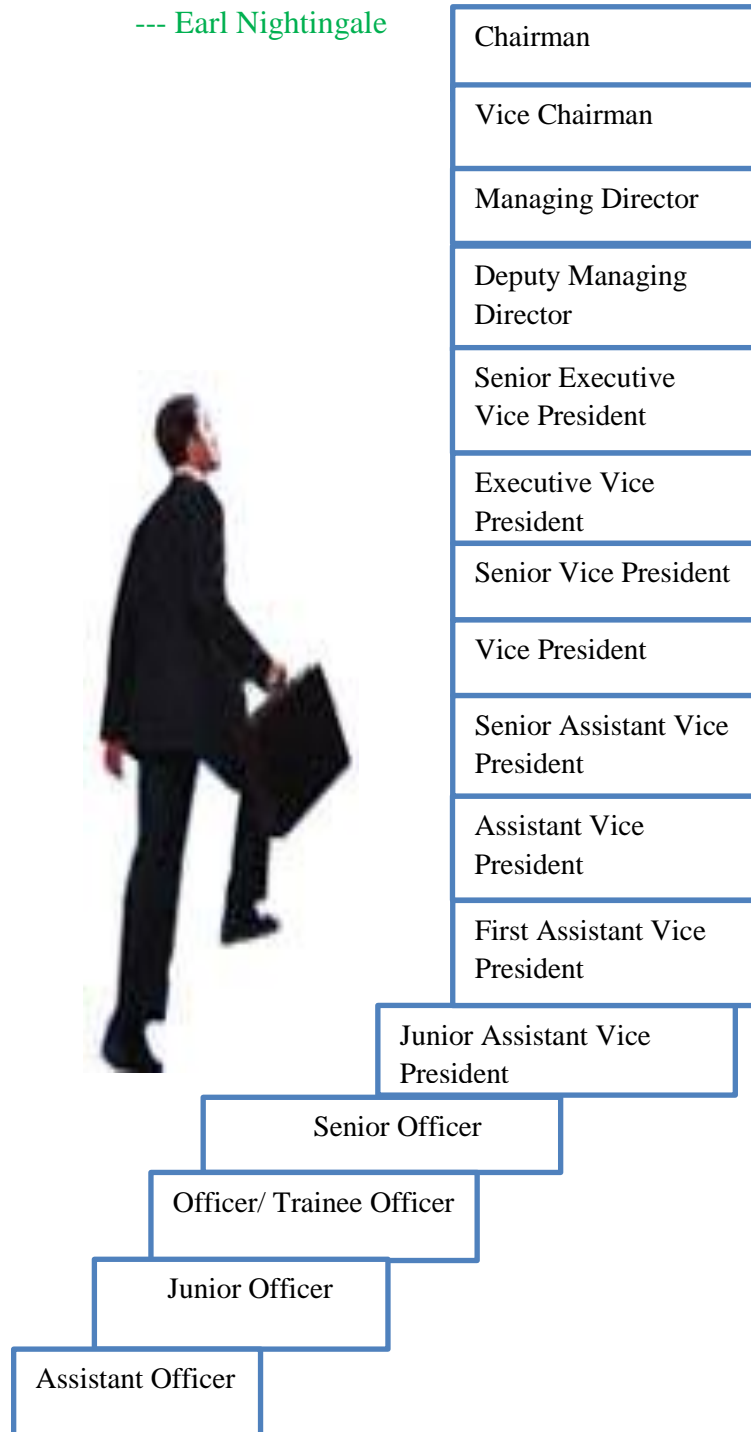 --- Earl Nightingale
Chairman
Vice Chairman
Managing Director
Deputy Managing
Director
Senior Executive
Vice President
Executive Vice
President
Senior Vice President
Vice President
Senior Assistant Vice
President
Assistant Vice
President
First Assistant Vice
President
Junior Assistant Vice
President
Senior Officer
Officer/ Trainee Officer
Junior Officer
Assistant Officer